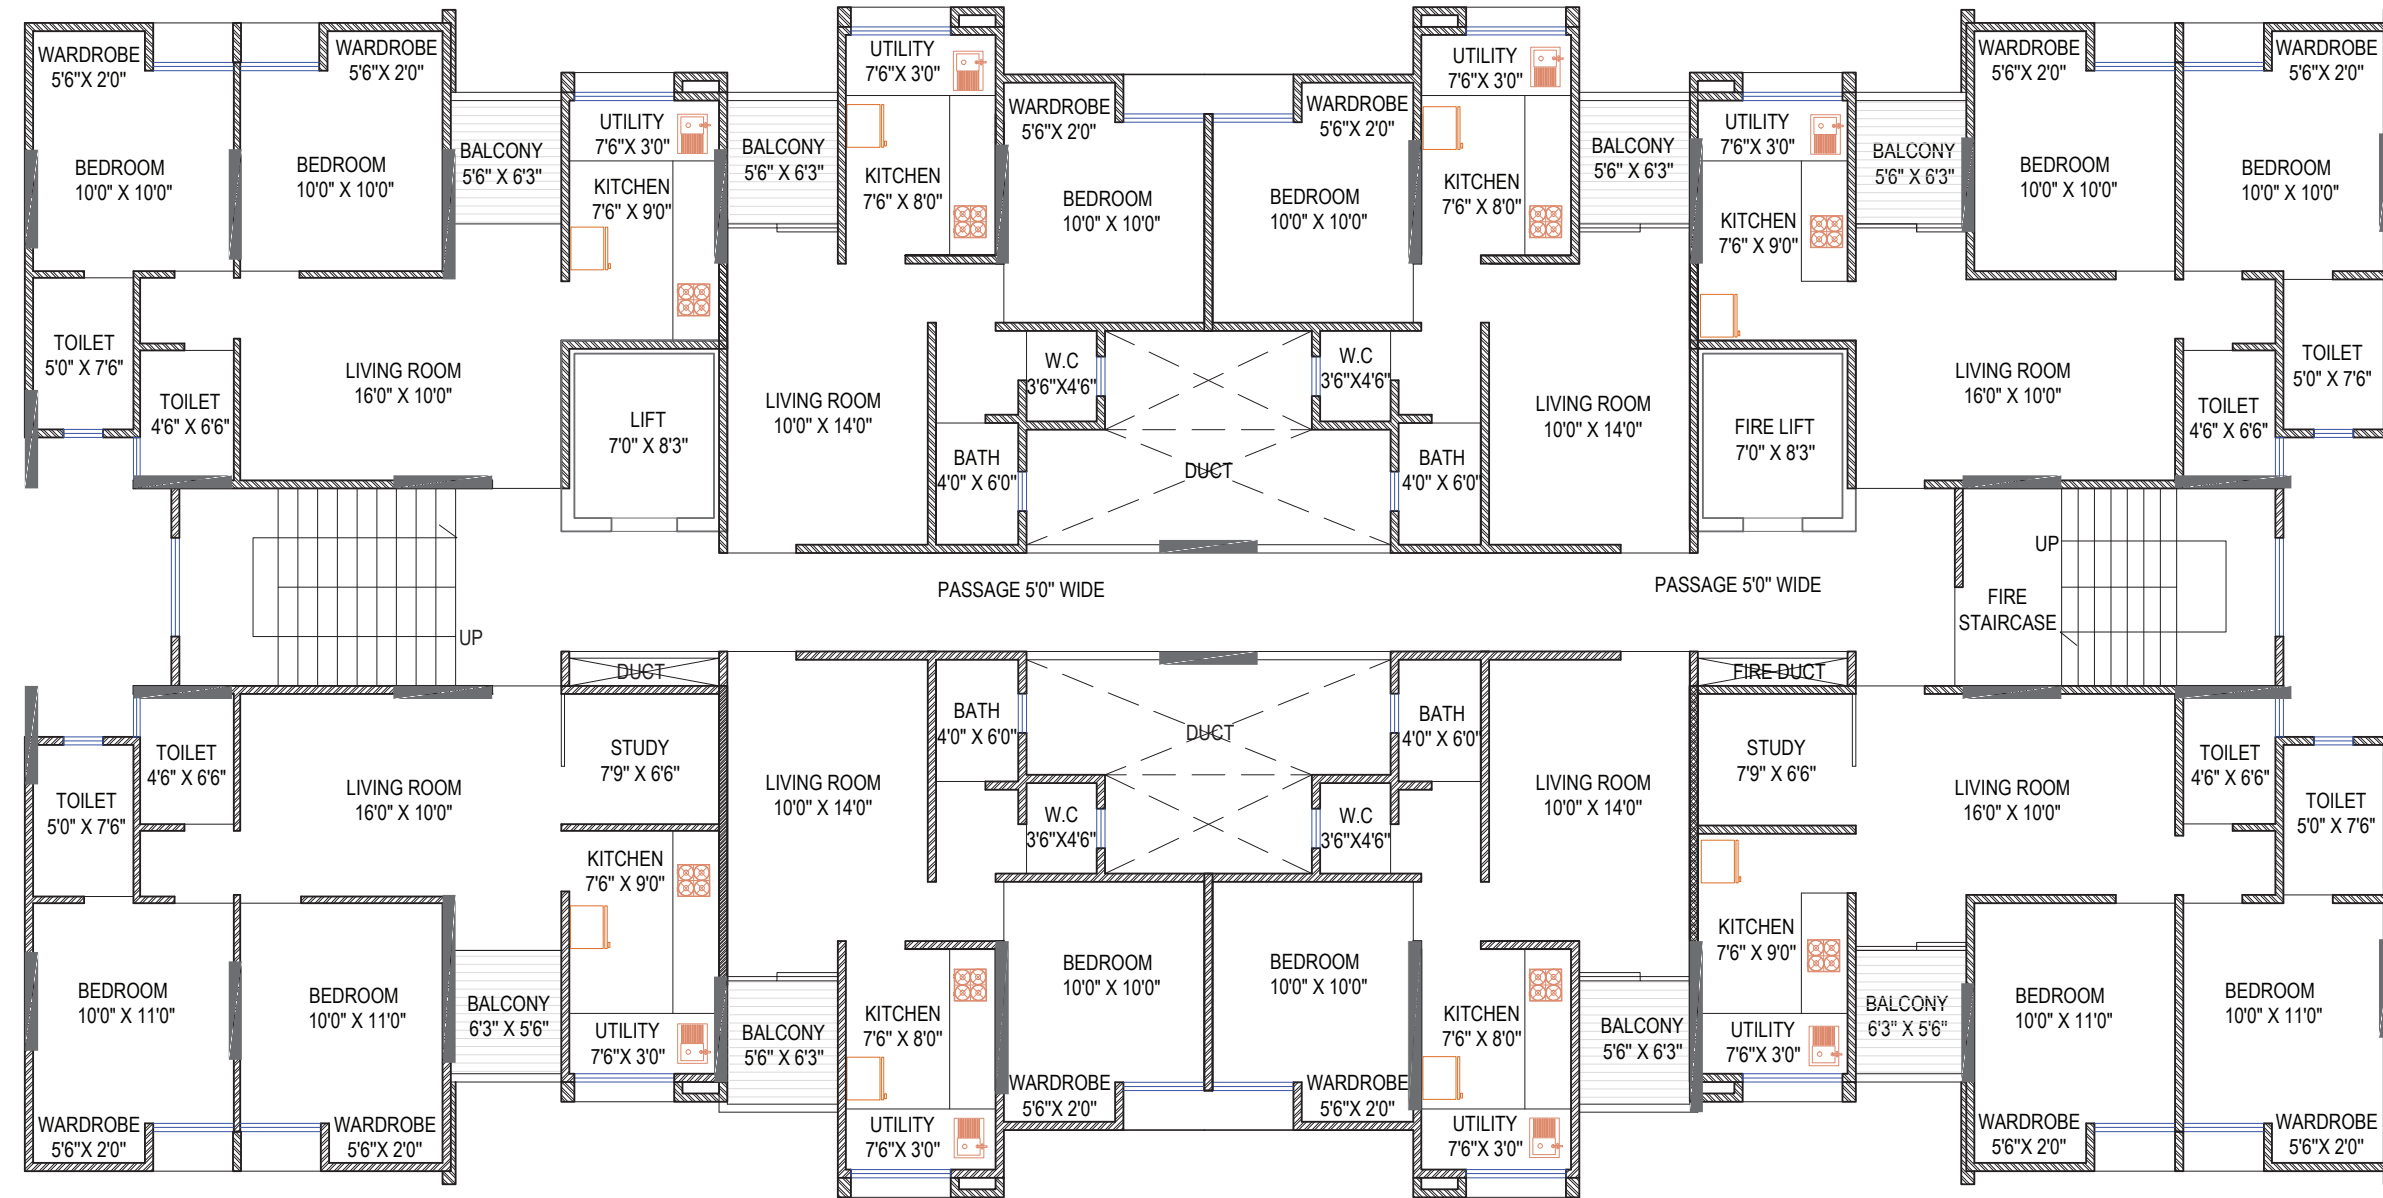 WARDROBE
5'6"X 2'0"
WARDROBE
5'6"X 2'0"
UTILITY
7'6"X 3'0"
UTILITY
7'6"X 3'0"
WARDROBE
5'6"X 2'0"
WARDROBE
5'6"X 2'0"
WARDROBE
5'6"X 2'0"
WARDROBE
5'6"X 2'0"
UTILITY
7'6"X 3'0"
UTILITY
7'6"X 3'0"
BEDROOM
10'0" X 10'0"
BEDROOM
10'0" X 10'0"
BALCONY
5'6" X 6'3"
BALCONY
5'6" X 6'3"
BALCONY
5'6" X 6'3"
BALCONY
5'6" X 6'3"
BEDROOM
10'0" X 10'0"
BEDROOM
10'0" X 10'0"
KITCHEN
7'6" X 9'0"
KITCHEN
7'6" X 8'0"
BEDROOM
10'0" X 10'0"
BEDROOM
10'0" X 10'0"
KITCHEN
7'6" X 8'0"
KITCHEN
7'6" X 9'0"
TOILET
5'0" X 7'6"
TOILET
4'6" X 6'6"
LIVING ROOM
16'0" X 10'0"
LIFT
7'0" X 8'3"
LIVING ROOM
10'0" X 14'0"
W.C
3'6"X4'6"
W.C
3'6"X4'6"
BATH
4'0" X 6'0"
DUCT
BATH
4'0" X 6'0"
LIVING ROOM
10'0" X 14'0"
FIRE LIFT
7'0" X 8'3"
LIVING ROOM
16'0" X 10'0"
TOILET
4'6" X 6'6"
TOILET
5'0" X 7'6"
UP
PASSAGE 5'0" WIDE
PASSAGE 5'0" WIDE
UP
FIRE
STAIRCASE
DUCT
FIRE DUCT
TOILET
5'0" X 7'6"
TOILET
4'6" X 6'6"
LIVING ROOM
16'0" X 10'0"
STUDY
7'9" X 6'6"
LIVING ROOM
10'0" X 14'0"
BATH
4'0" X 6'0"
DUCT
BATH
4'0" X 6'0"
W.C
3'6"X4'6"
W.C
3'6"X4'6"
LIVING ROOM
10'0" X 14'0"
STUDY
7'9" X 6'6"
LIVING ROOM
16'0" X 10'0"
TOILET
4'6" X 6'6"
TOILET
5'0" X 7'6"
KITCHEN
7'6" X 9'0"
KITCHEN
7'6" X 9'0"
BEDROOM
10'0" X 11'0"
BEDROOM
10'0" X 11'0"
BALCONY
6'3" X 5'6"
UTILITY
7'6"X 3'0"
BALCONY
5'6" X 6'3"
KITCHEN
7'6" X 8'0"
BEDROOM
10'0" X 10'0"
BEDROOM
10'0" X 10'0"
KITCHEN
7'6" X 8'0"
BALCONY
5'6" X 6'3"
UTILITY
7'6"X 3'0"
BALCONY
6'3" X 5'6"
BEDROOM
10'0" X 11'0"
BEDROOM
10'0" X 11'0"
WARDROBE
5'6"X 2'0"
WARDROBE
5'6"X 2'0"
UTILITY
7'6"X 3'0"
WARDROBE
5'6"X 2'0"
WARDROBE
5'6"X 2'0"
UTILITY
7'6"X 3'0"
WARDROBE
5'6"X 2'0"
WARDROBE
5'6"X 2'0"